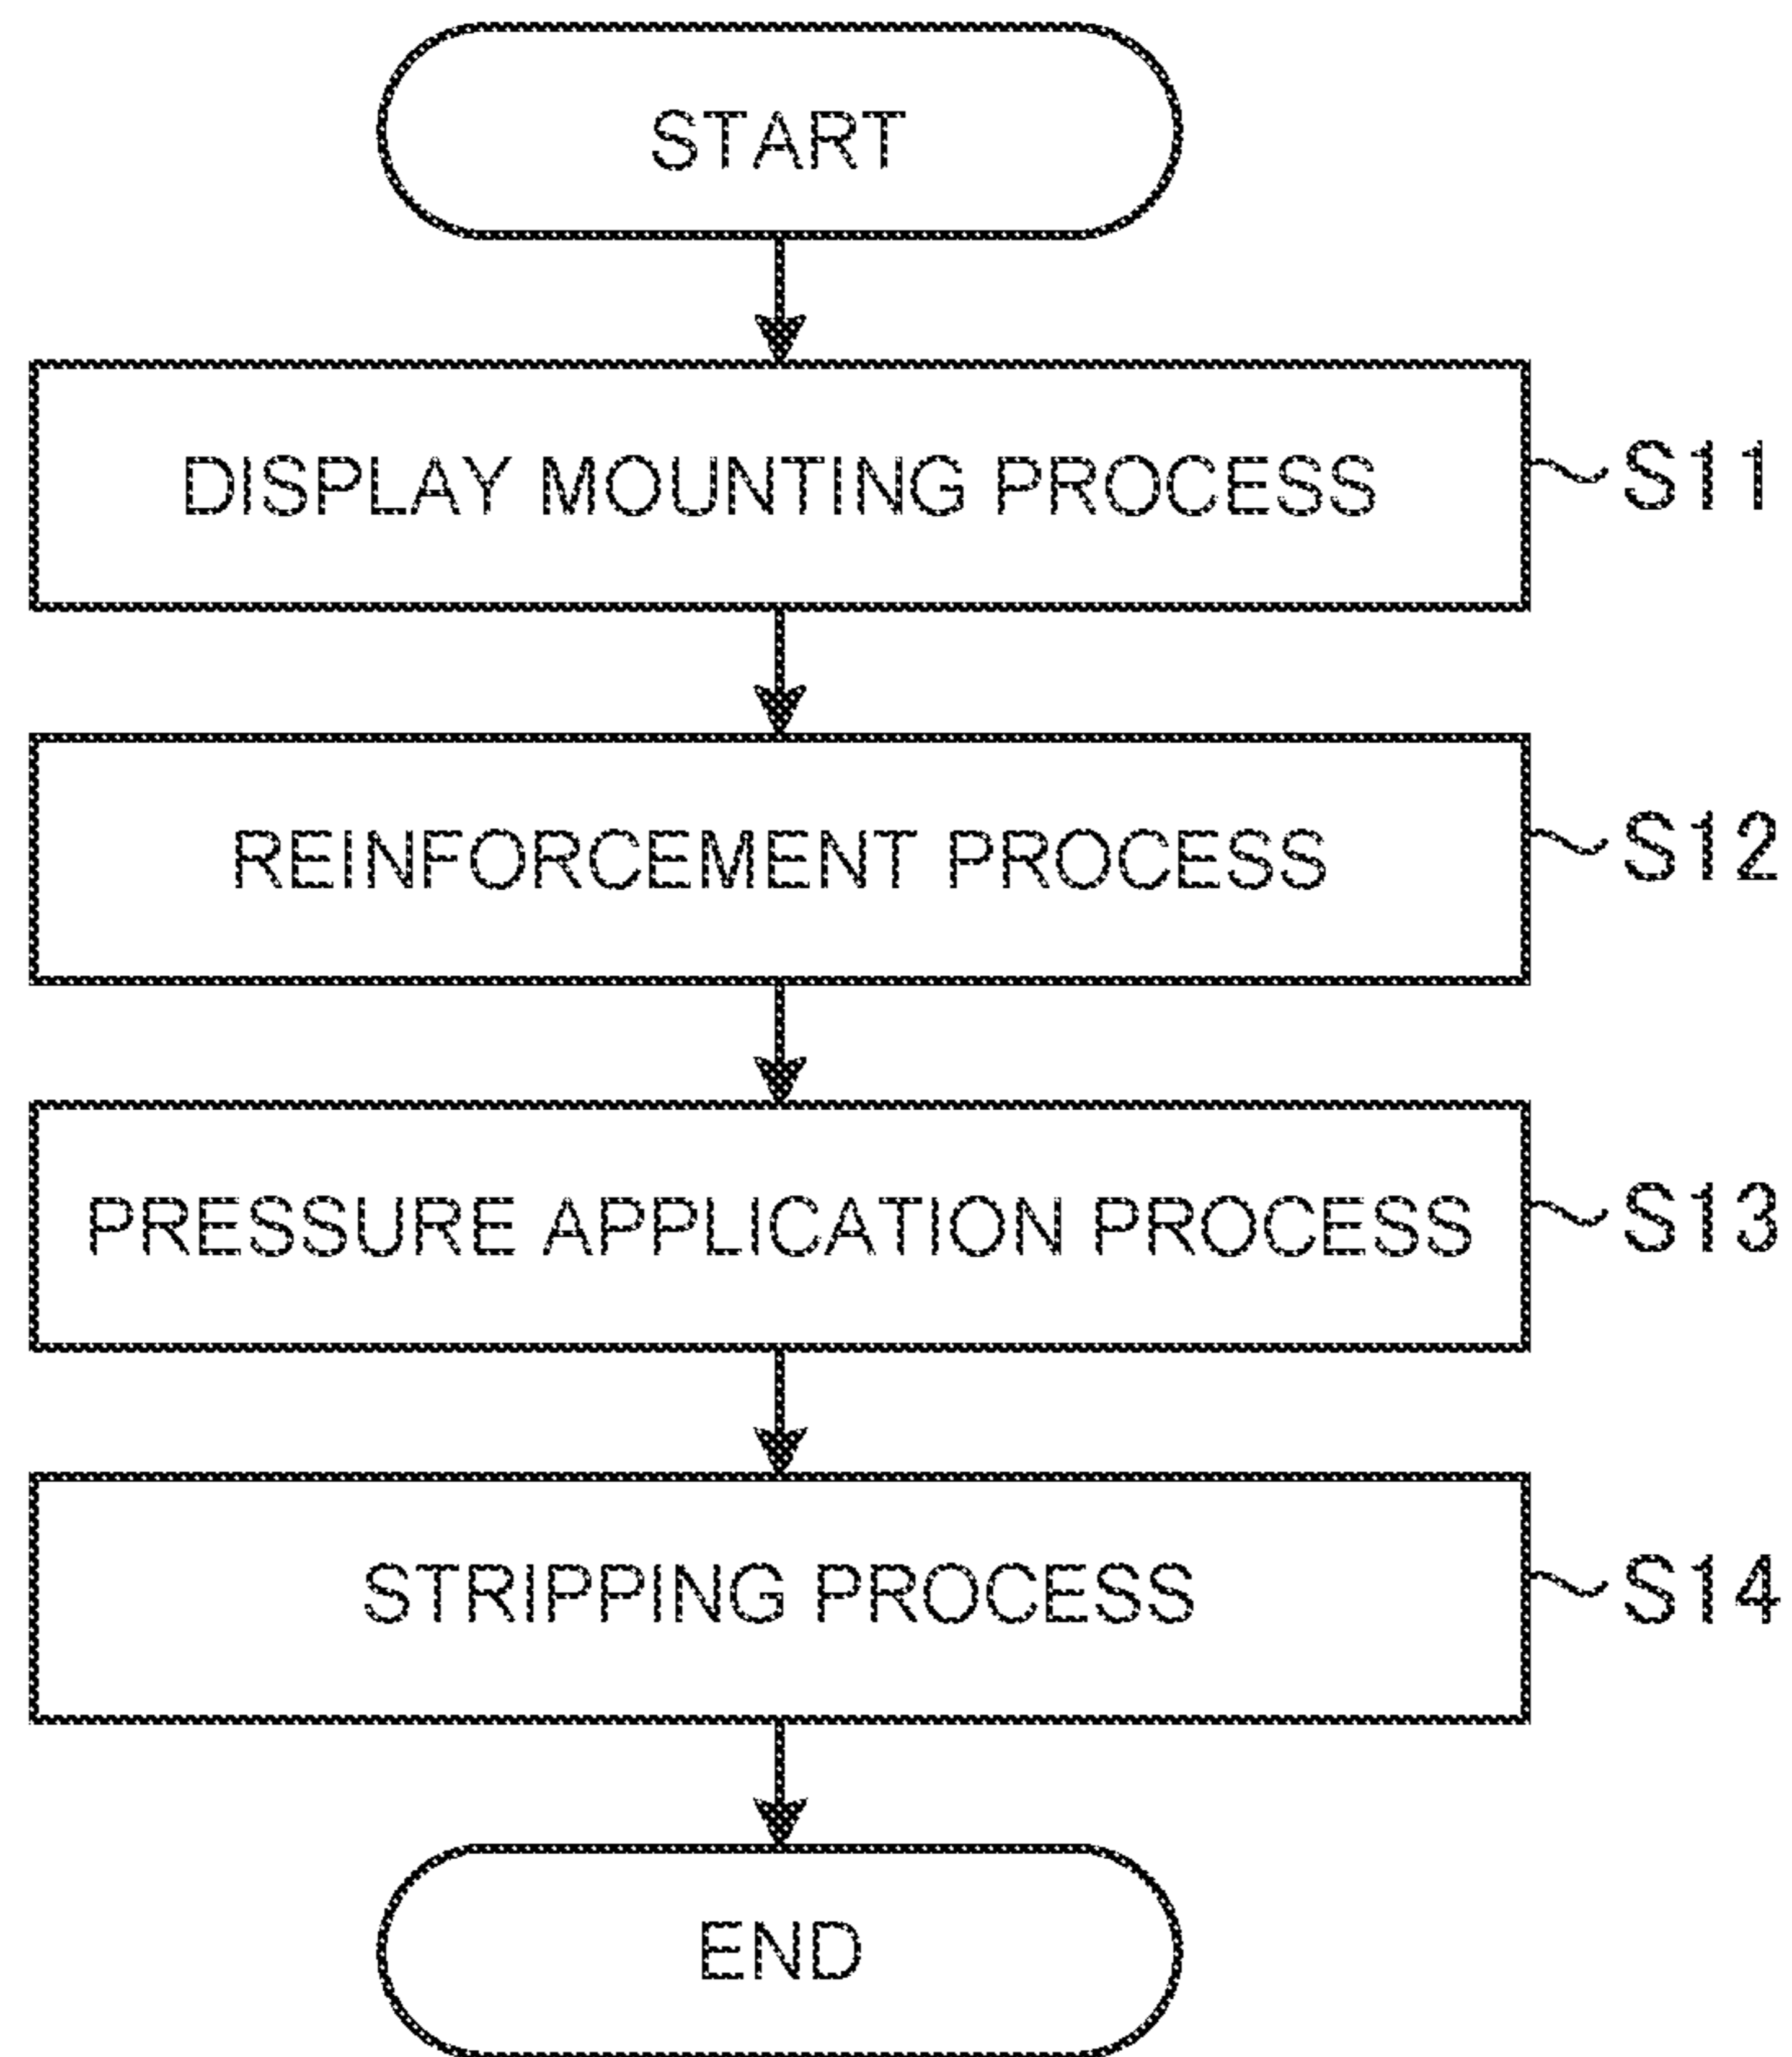 START
DISPLAY MOUNTING PROCESS
S11
REINFORCEMENT PROCESS
S12
PRESSURE APPLICATION PROCESS
S13
STRIPPING PROCESS
S14
END